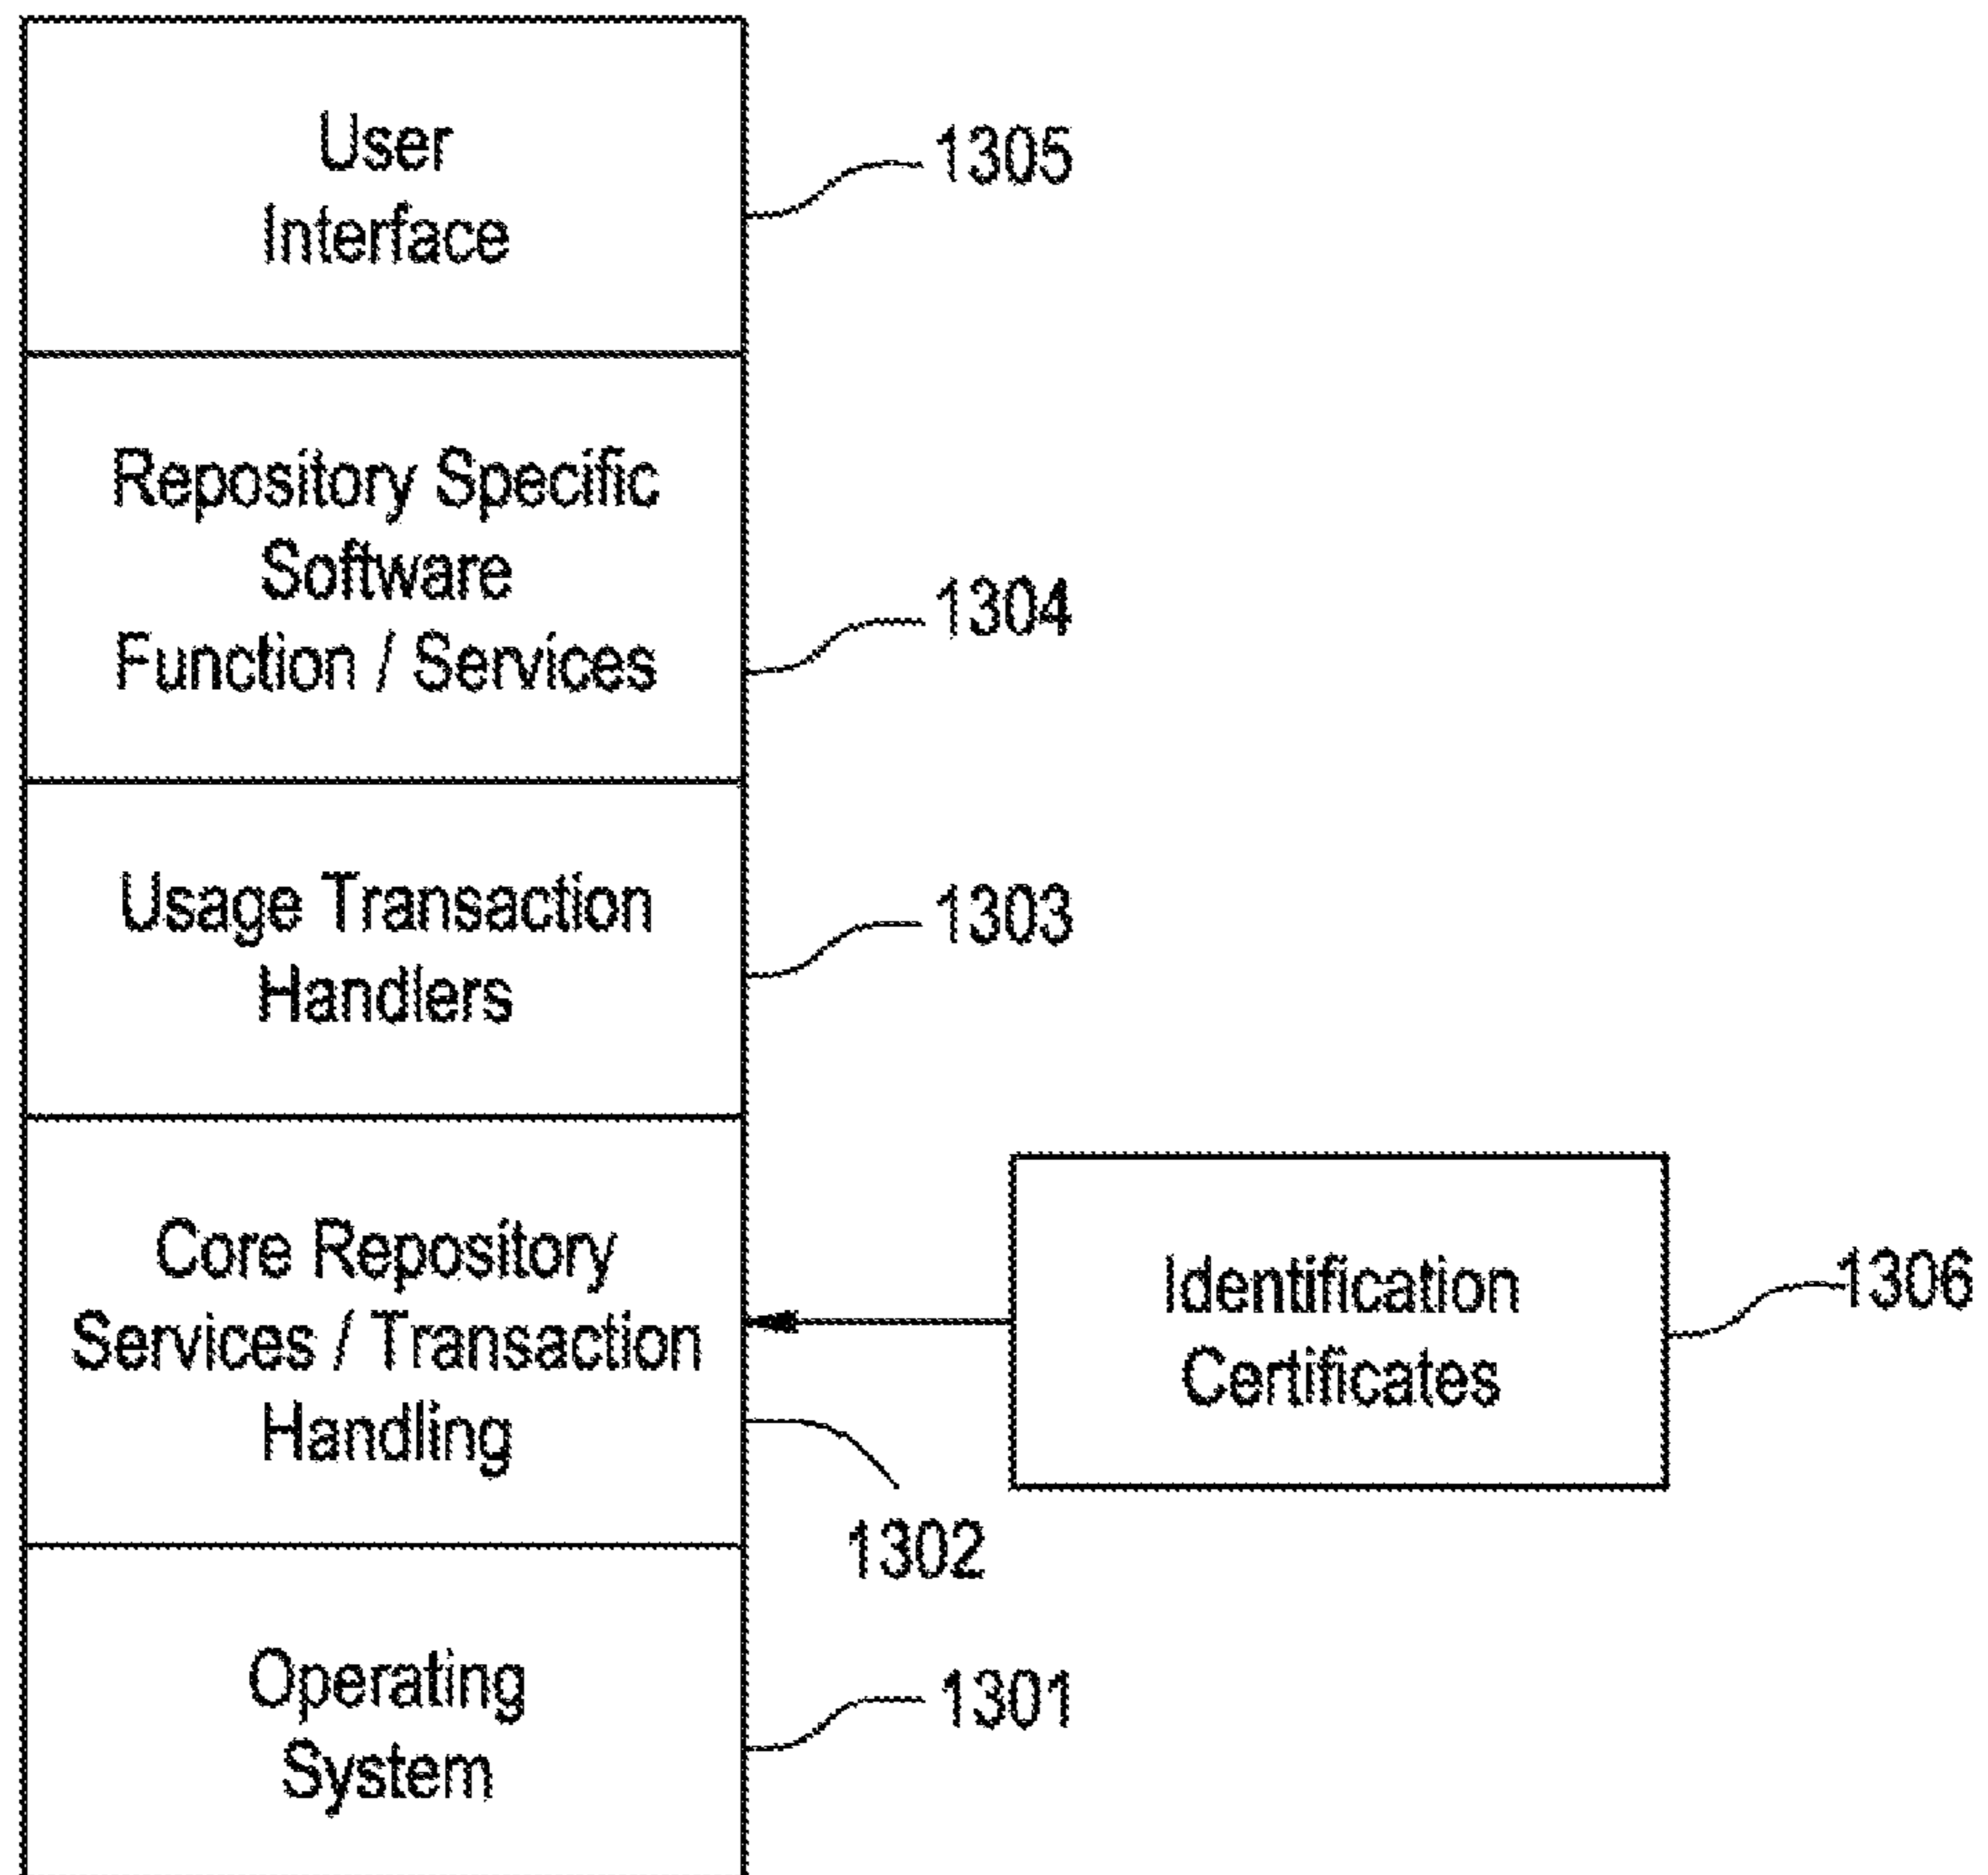 User
Interface
1305
Repository Specific
Software
Function / Services
1304
Usage Transaction
Handlers
1303
Core Repository
Services / Transaction
Handling
1302
Identification
Certificates
1306
Operating
System
1301